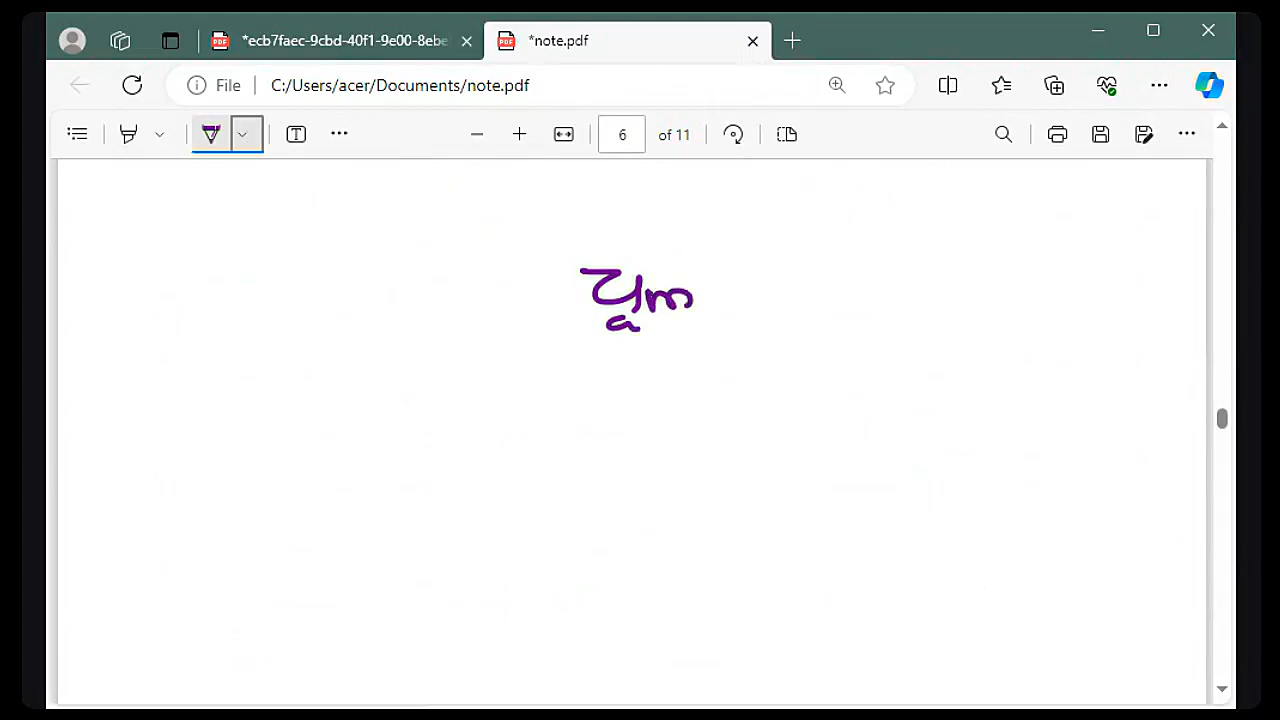 *ecb7faec-9cbd-40f1-9e00-8ebe *note.pdf
File C:/Users/acer/Documents/note.pdf
6 of 11